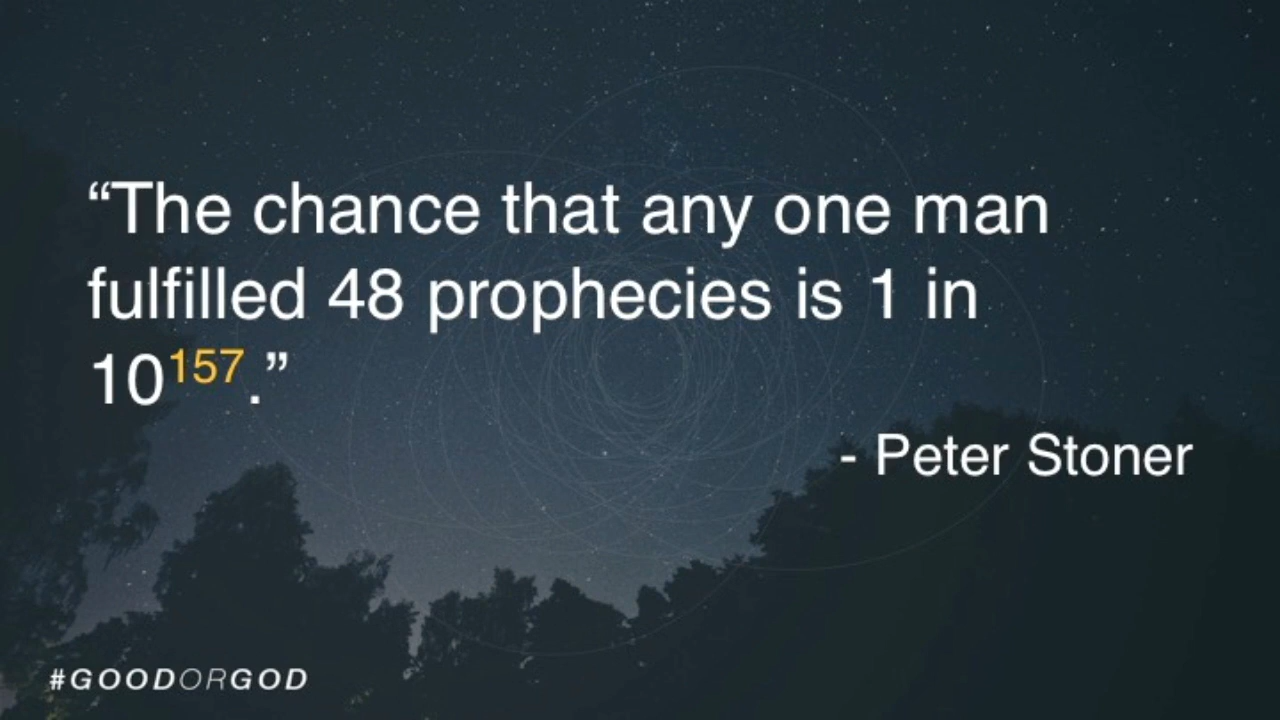 “The chance that any one man
fulfilled 48 prophecies is 1 in
10¹⁵⁷.”
- Peter Stoner
#GOODORGOD